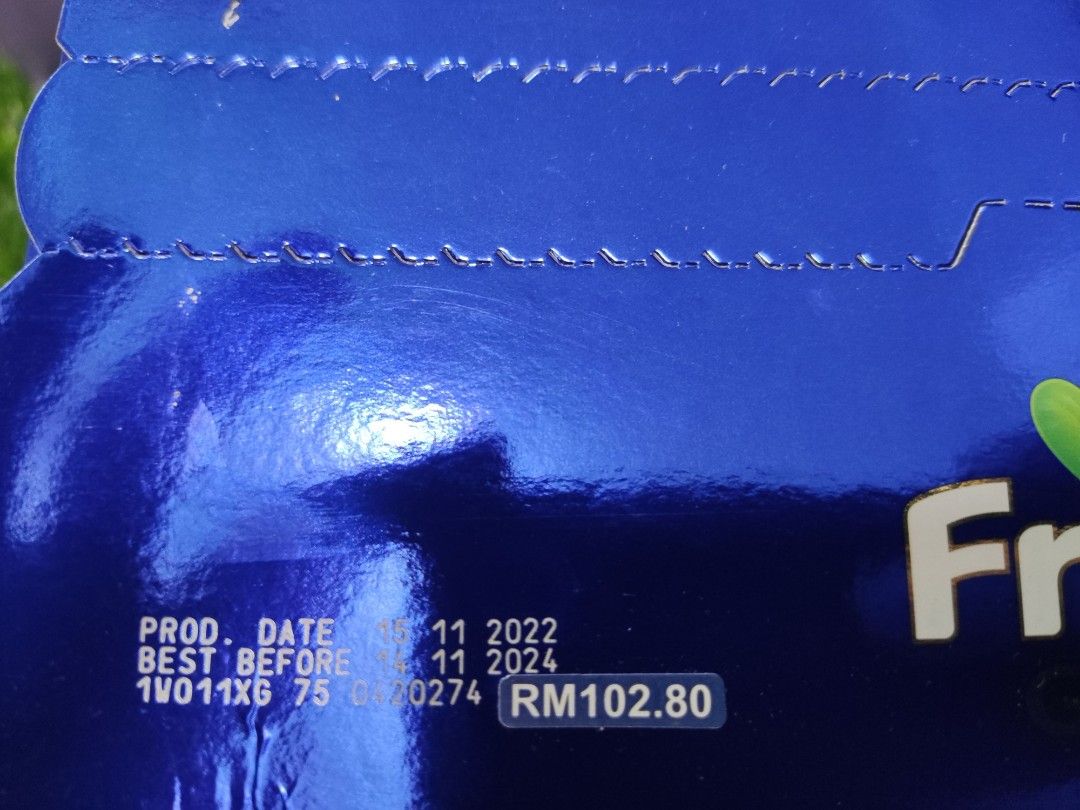 Fr
PROD. DATE 15 11 2022
BEST BEFORE 14 11 2024
1W011XG 75 0420274
RM102.80